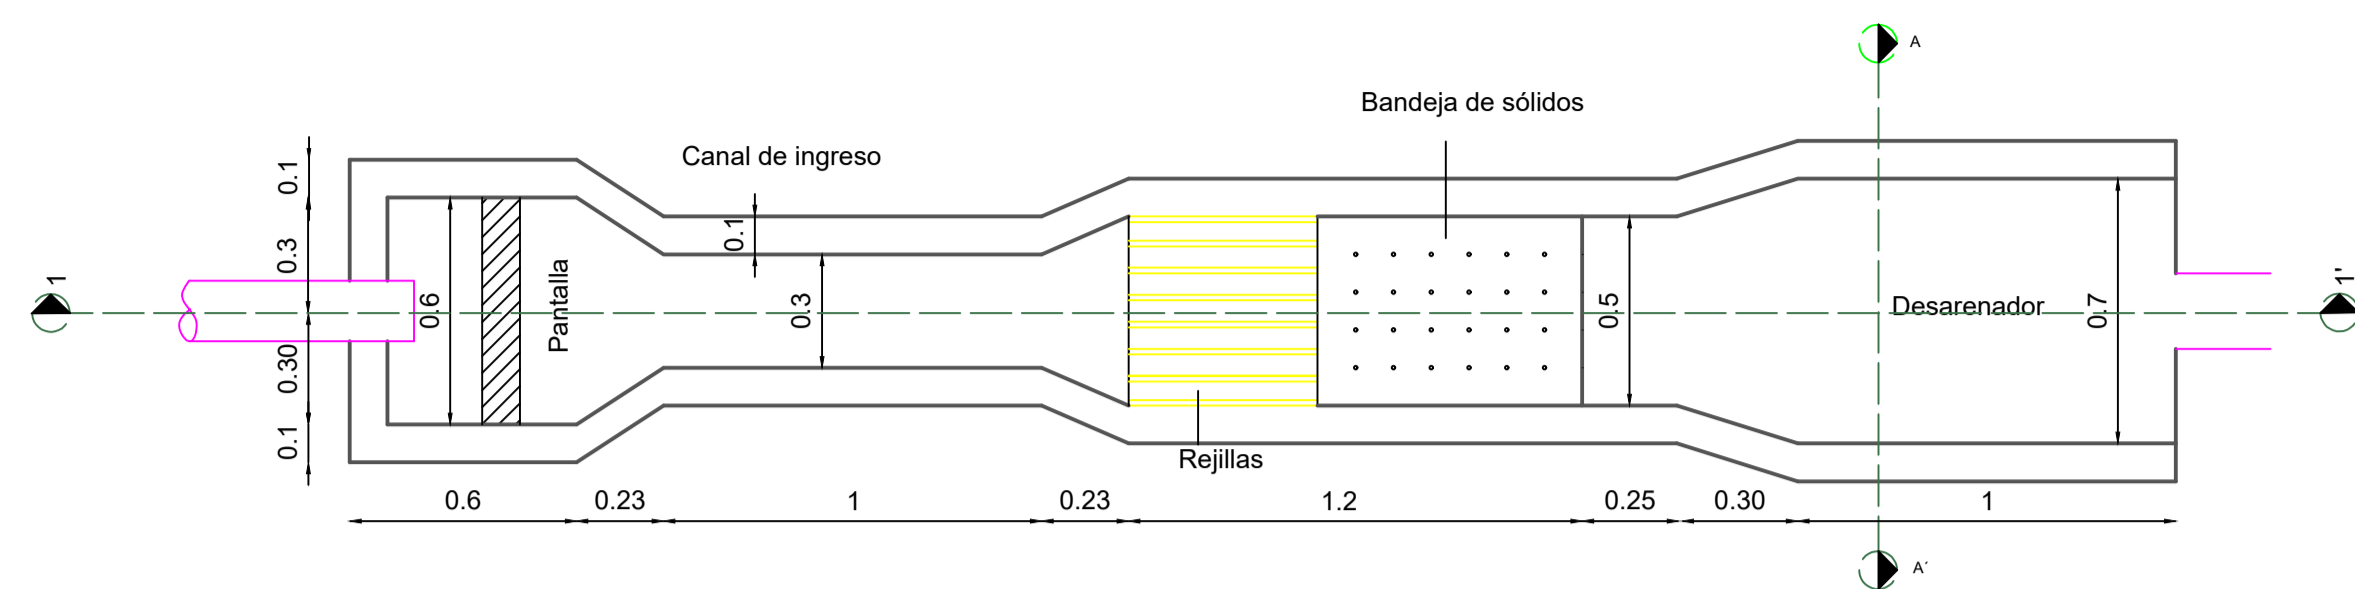 A
Bandeja de sólidos
Canal de ingreso
0.1
0.3
0.30
0.1
1
0.6
Pantalla
0.1
0.3
0.5
Desarenador
0.7
1'
Rejillas
0.6
0.23
1
0.23
1.2
0.25
0.30
1
A´